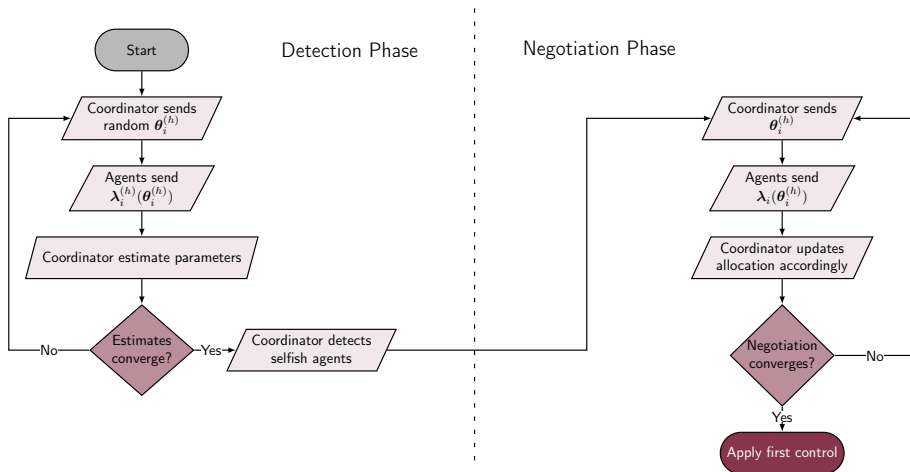 Start
Detection Phase
Negotiation Phase
Coordinator sends
random θ_i^(h)
Agents send
λ_i^(h)(θ_i^(h))
Coordinator estimate parameters
Estimates
converge?
No
Yes
Coordinator detects
selfish agents
Coordinator sends
θ_i^(h)
Agents send
λ_i(θ_i^(h))
Coordinator updates
allocation accordingly
Negotiation
converges?
No
Yes
Apply first control